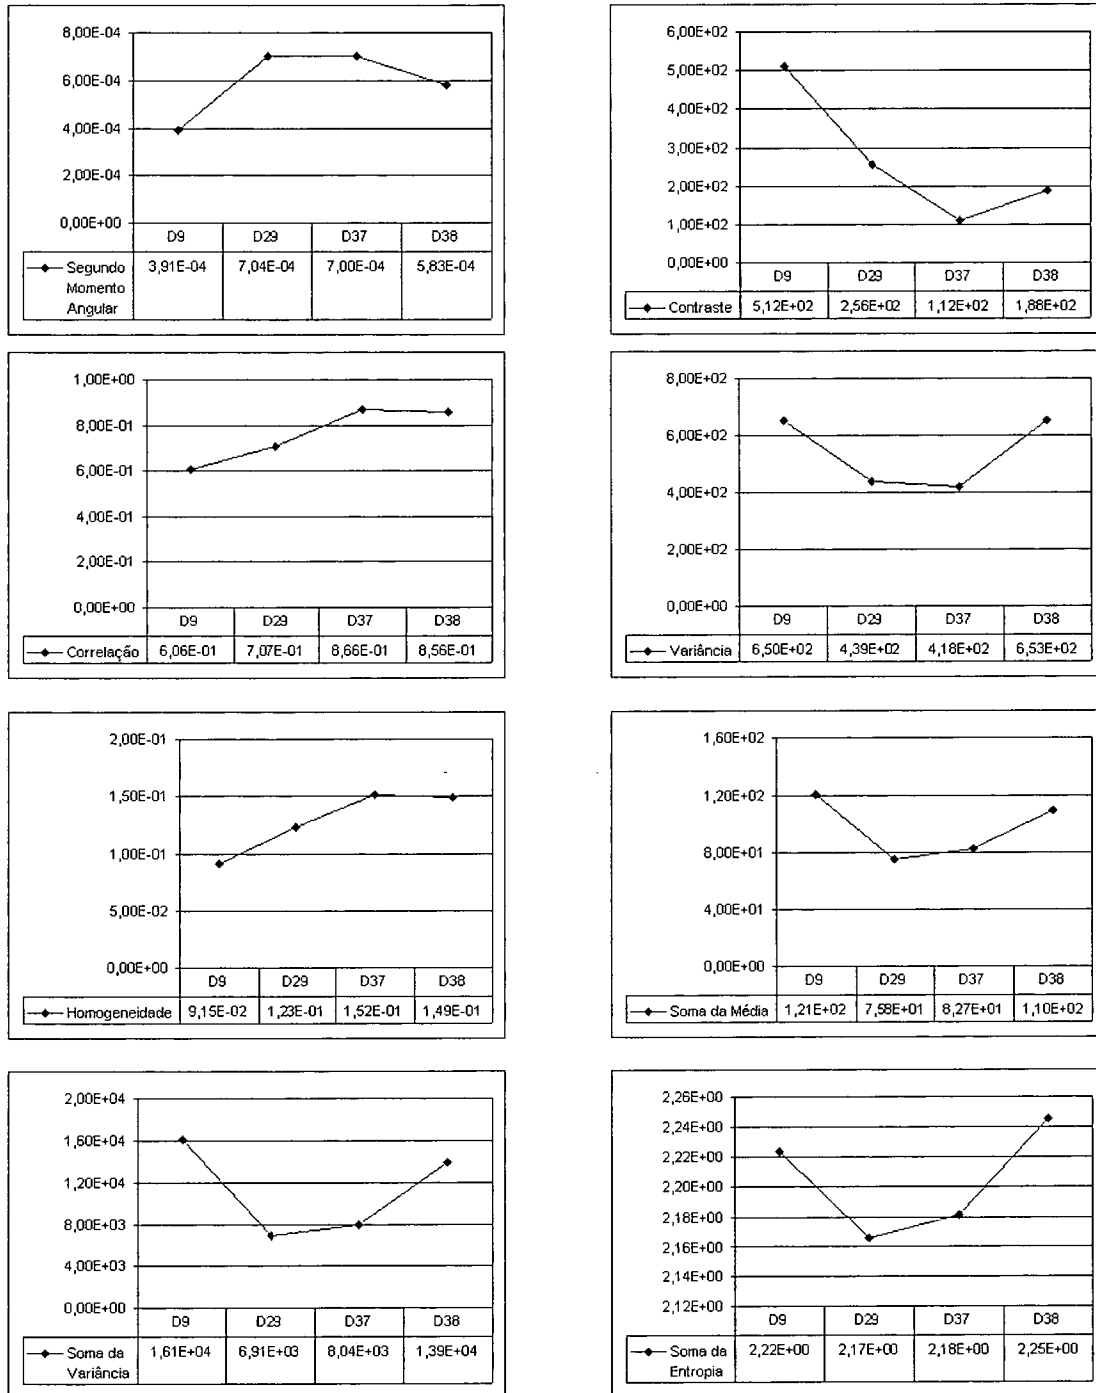 8,00E-04
6,00E-04
4,00E-04
2,00E-04
0,00E+00
D9 D29 D37 D38
Segundo 3,91E-04 7,04E-04 7,00E-04 5,83E-04
Momento
Angular
6,00E+02
5,00E+02
4,00E+02
3,00E+02
2,00E+02
1,00E+02
0,00E+00
D9 D29 D37 D38
Contraste 5,12E+02 2,56E+02 1,12E+02 1,88E+02
1,00E+00
8,00E-01
6,00E-01
4,00E-01
2,00E-01
0,00E+00
D9 D29 D37 D38
Correlação 6,06E-01 7,07E-01 8,66E-01 8,56E-01
8,00E+02
6,00E+02
4,00E+02
2,00E+02
0,00E+00
D9 D29 D37 D38
Variância 6,50E+02 4,39E+02 4,18E+02 6,53E+02
2,00E-01
1,50E-01
1,00E-01
5,00E-02
0,00E+00
D9 D29 D37 D38
Homogeneidade 9,15E-02 1,23E-01 1,52E-01 1,49E-01
1,60E+02
1,20E+02
8,00E+01
4,00E+01
0,00E+00
D9 D29 D37 D38
Soma da Média 1,21E+02 7,58E+01 8,27E+01 1,10E+02
2,00E+04
1,60E+04
1,20E+04
8,00E+03
4,00E+03
0,00E+00
D9 D29 D37 D38
Soma da 1,61E+04 6,91E+03 8,04E+03 1,39E+04
Variância
2,26E+00
2,24E+00
2,22E+00
2,20E+00
2,18E+00
2,16E+00
2,14E+00
2,12E+00
D9 D29 D37 D38
Soma da 2,22E+00 2,17E+00 2,18E+00 2,25E+00
Entropia